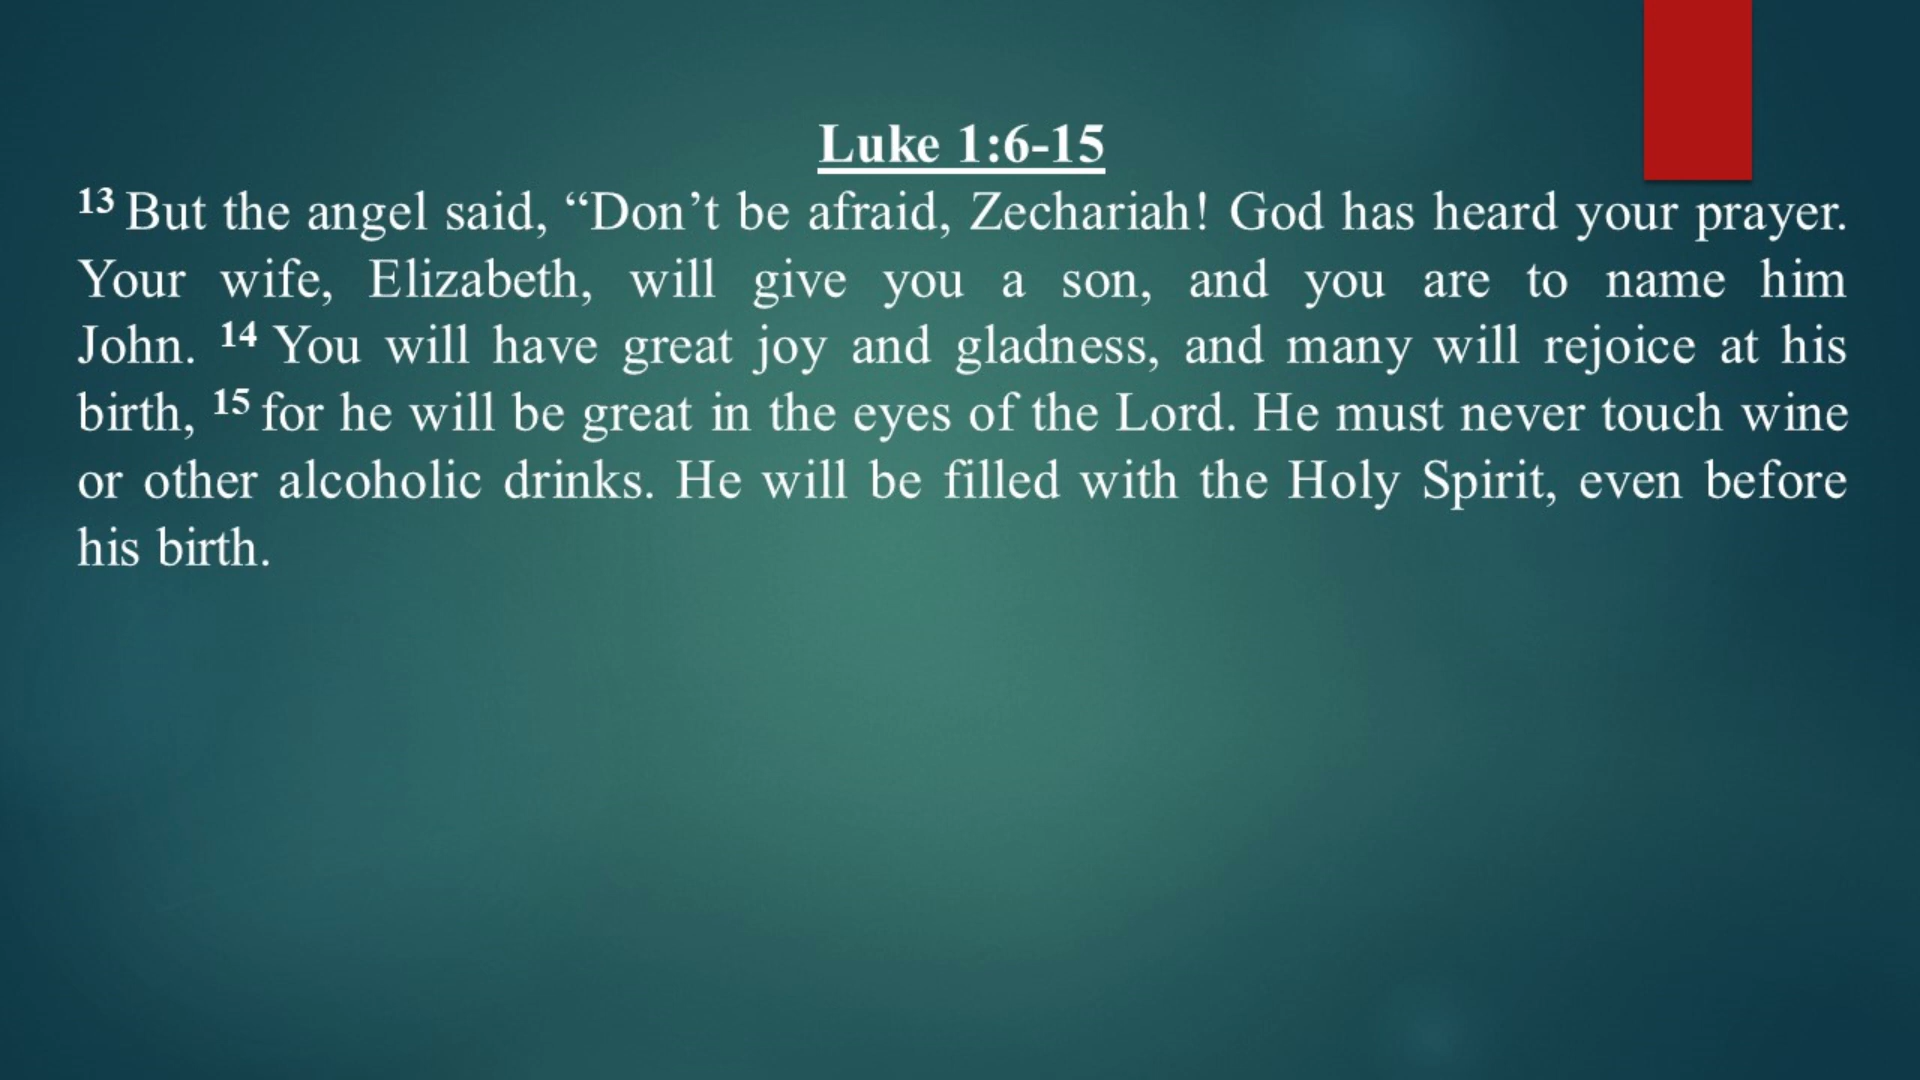 Luke 1:6-15
13 But the angel said, “Don’t be afraid, Zechariah! God has heard your prayer.
Your wife, Elizabeth, will give you a son, and you are to name him
John. 14 You will have great joy and gladness, and many will rejoice at his
birth, 15 for he will be great in the eyes of the Lord. He must never touch wine
or other alcoholic drinks. He will be filled with the Holy Spirit, even before
his birth.